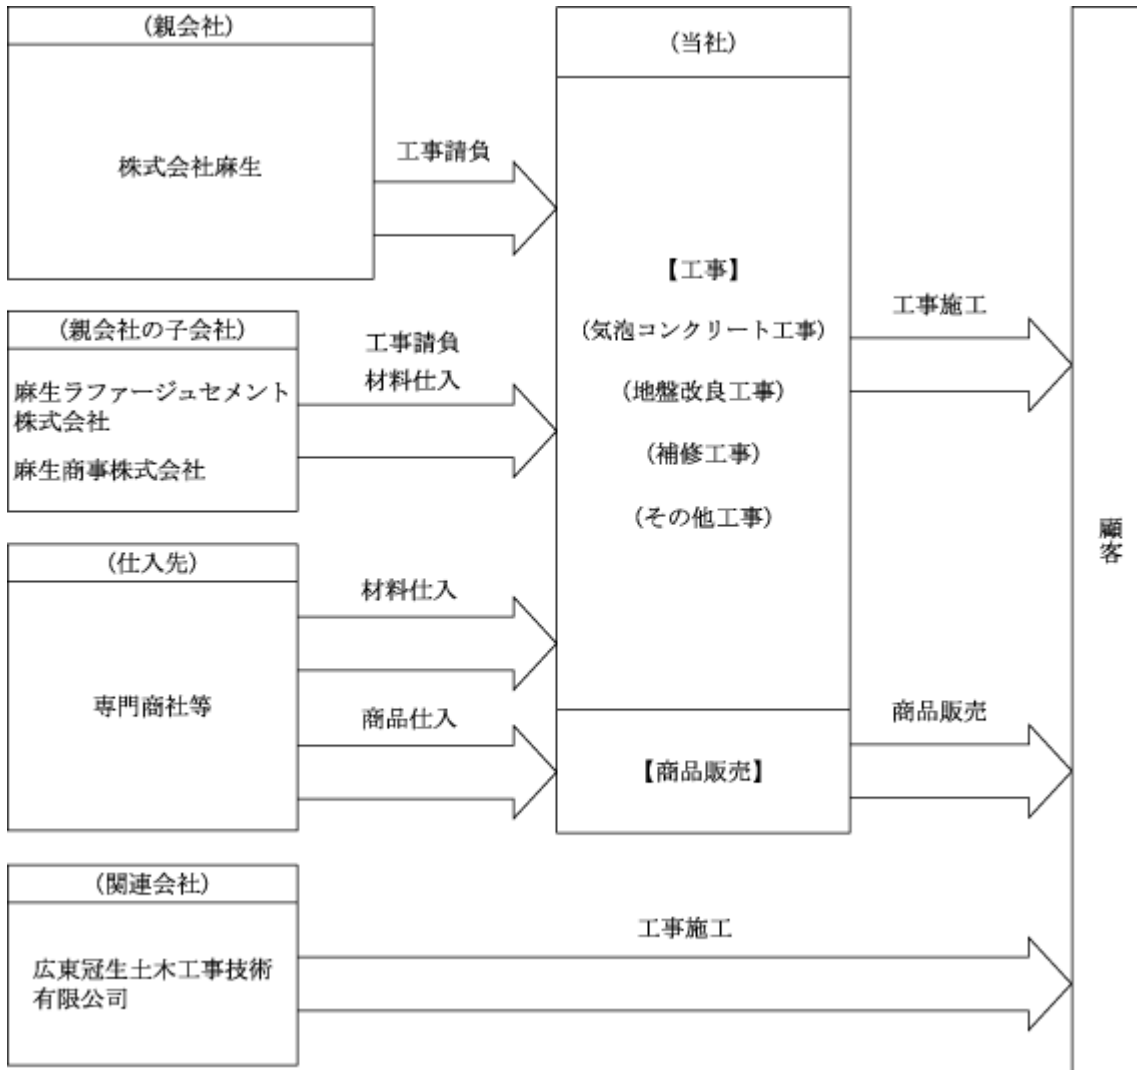 (親会社)
株式会社麻生
工事請負
(親会社の子会社)
麻生ラファージュセメント
株式会社
麻生商事株式会社
工事請負
材料仕入
(仕入先)
専門商社等
材料仕入
商品仕入
(当社)
【工事】
(気泡コンクリート工事)
(地盤改良工事)
(補修工事)
(その他工事)
【商品販売】
工事施工
商品販売
(関連会社)
広東冠生土木工事技術
有限公司
工事施工
顧客